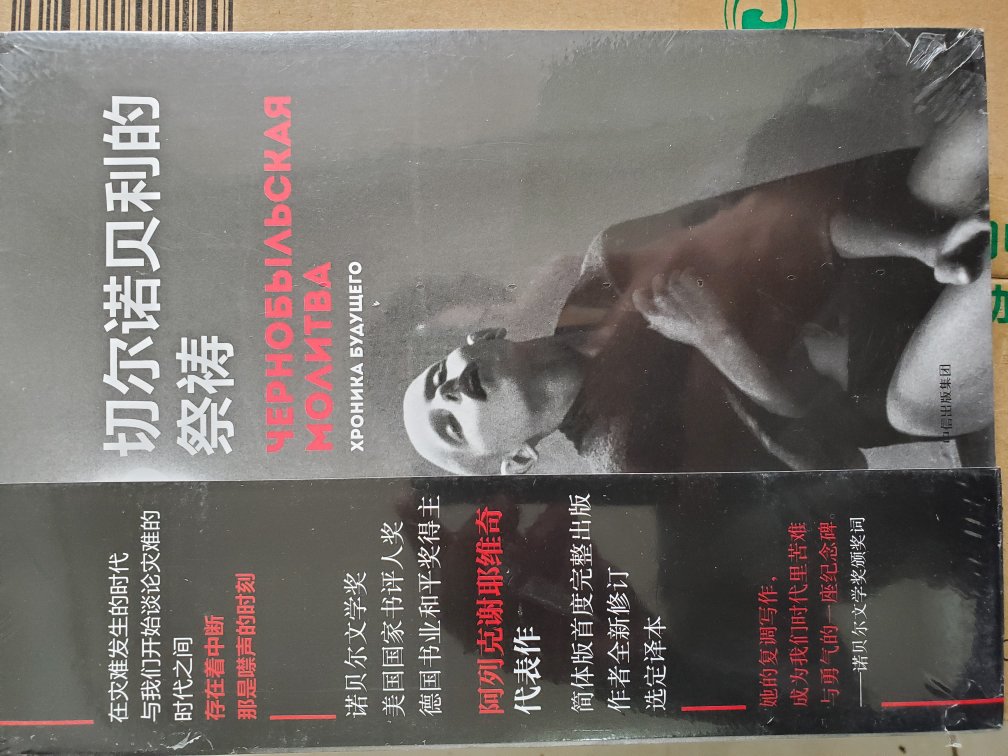 切尔诺贝利的
祭祷
ЧЕРНОБЫЛЬСКАЯ
МОЛИТВА
ХРОНИКА БУДУЩЕГО
中信出版集团
在灾难发生的时代
与我们开始谈论灾难的
时代之间
存在着中断
那是噤声的时刻
诺贝尔文学奖
美国国家书评人奖
德国书业和平奖得主
阿列克谢耶维奇
代表作
简体版首度完整出版
作者全新修订
选定译本
她的复调写作，
成为我们时代里苦难
与勇气的一座纪念碑。
——诺贝尔文学奖颁奖词